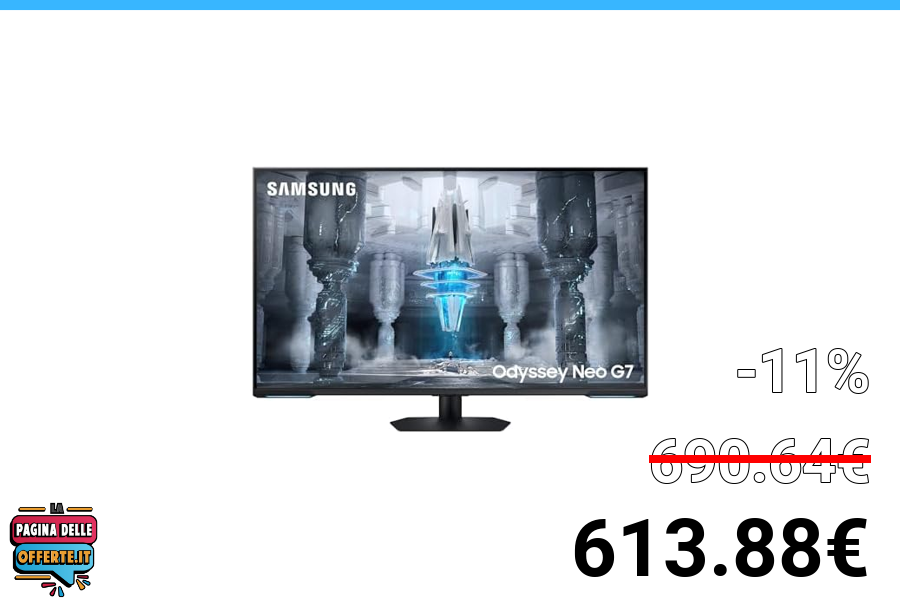 SAMSUNG
Odyssey Neo G7
-11%
690.64€
613.88€
LA
PAGINA DELLE
OFFERTE.IT